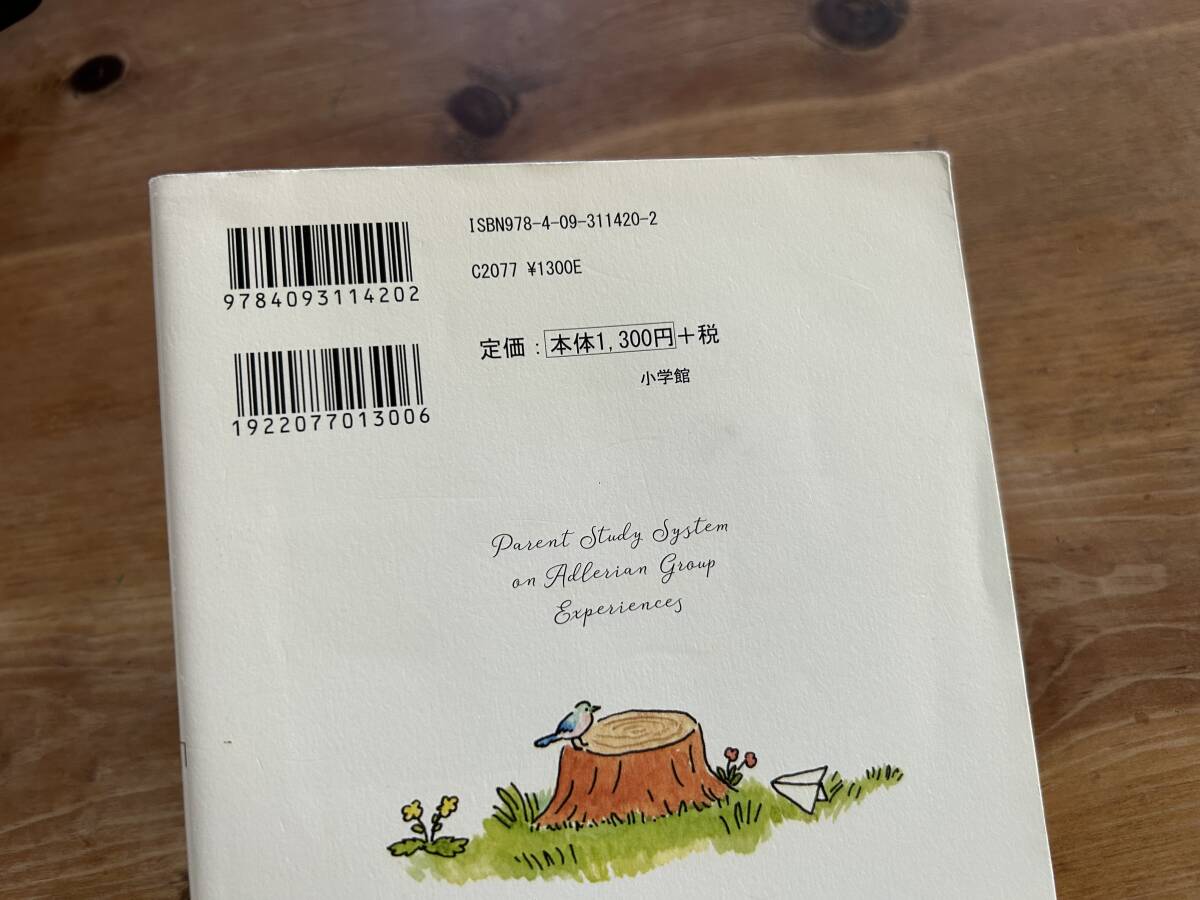 9784093114202
1922077013006
ISBN978-4-09-311420-2
C2077 ¥1300E
定価：本体1,300円+税
小学館
Parent Study System
on Adlerian Group
Experiences